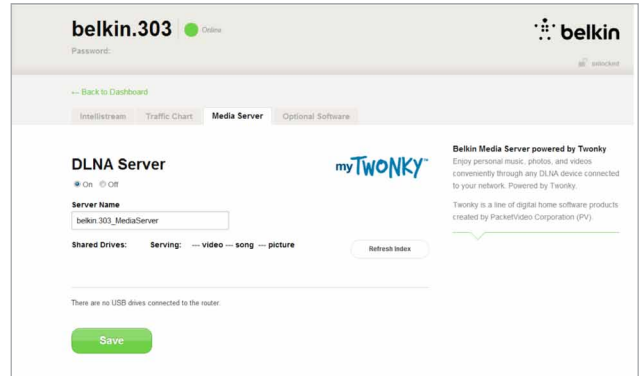 belkin.303 Online
belkin
Password:
unlocked
← Back to Dashboard
Intellistream Traffic Chart Media Server Optional Software
DLNA Server
myTWONKY™
On Off
Server Name
belkin.303_MediaServer
Shared Drives: Serving: --- video --- song --- picture
Refresh Index
There are no USB drives connected to the router.
Save
Belkin Media Server powered by Twonky
Enjoy personal music, photos, and videos
conveniently through any DLNA device connected
to your network. Powered by Twonky.
Twonky is a line of digital home software products
created by PacketVideo Corporation (PV).